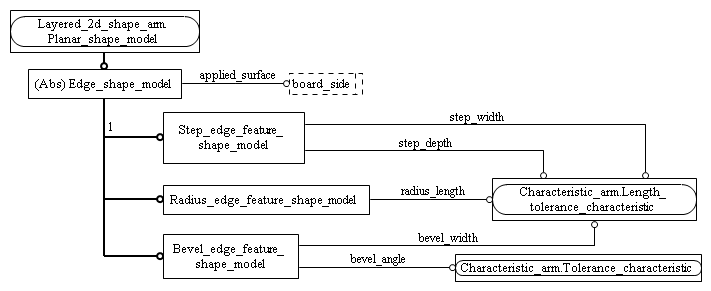 Layered_2d_shape_arm.
Planar_shape_model
(Abs) Edge_shape_model
applied_surface
board_side
1
Step_edge_feature_
shape_model
step_width
step_depth
Radius_edge_feature_shape_model
radius_length
Characteristic_arm.Length_
tolerance_characteristic
Bevel_edge_feature_
shape_model
bevel_width
bevel_angle
Characteristic_arm.Tolerance_characteristic